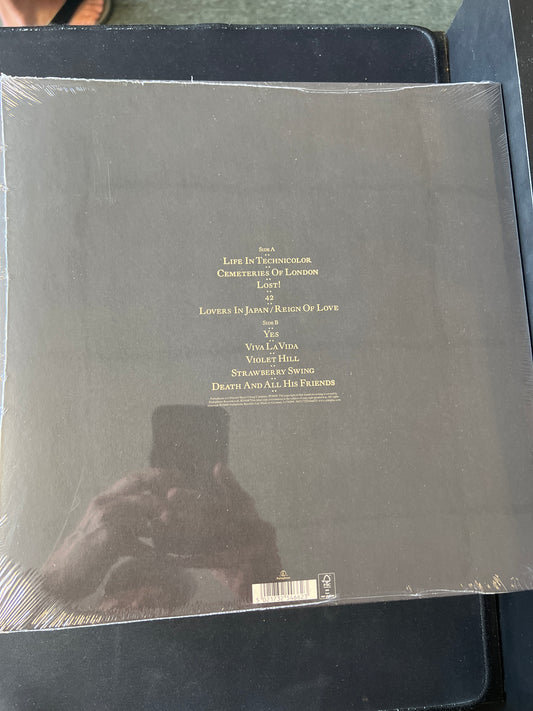 Side A
Life In Technicolor
Cemeteries Of London
Lost!
42
Lovers In Japan / Reign Of Love
Side B
Yes
Viva La Vida
Violet Hill
Strawberry Swing
Death And All His Friends